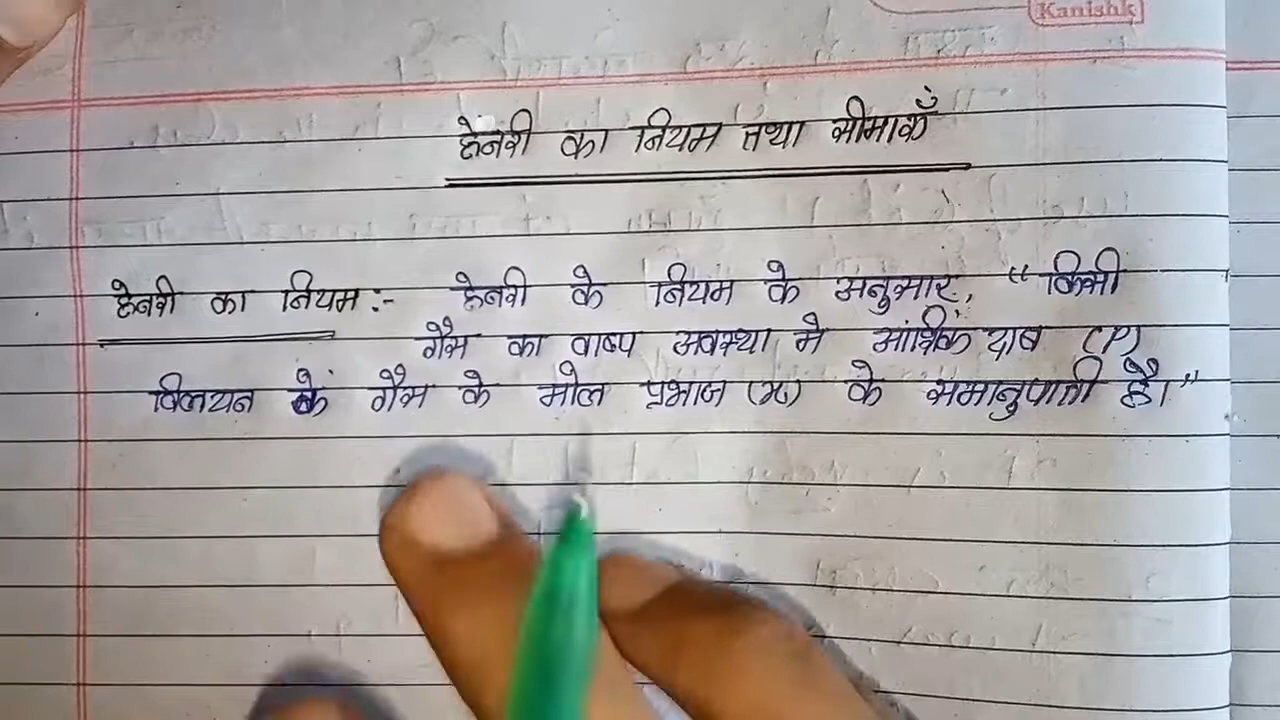 Kanishk
हेनरी का नियम तथा सीमाएँ
हेनरी का नियम :- हेनरी के नियम के अनुसार, “किसी
गैस का वाष्प अवस्था मे आंशिक दाब (P)
विलयन के गैस के मोल प्रभाज (x) के समानुपाती है।”